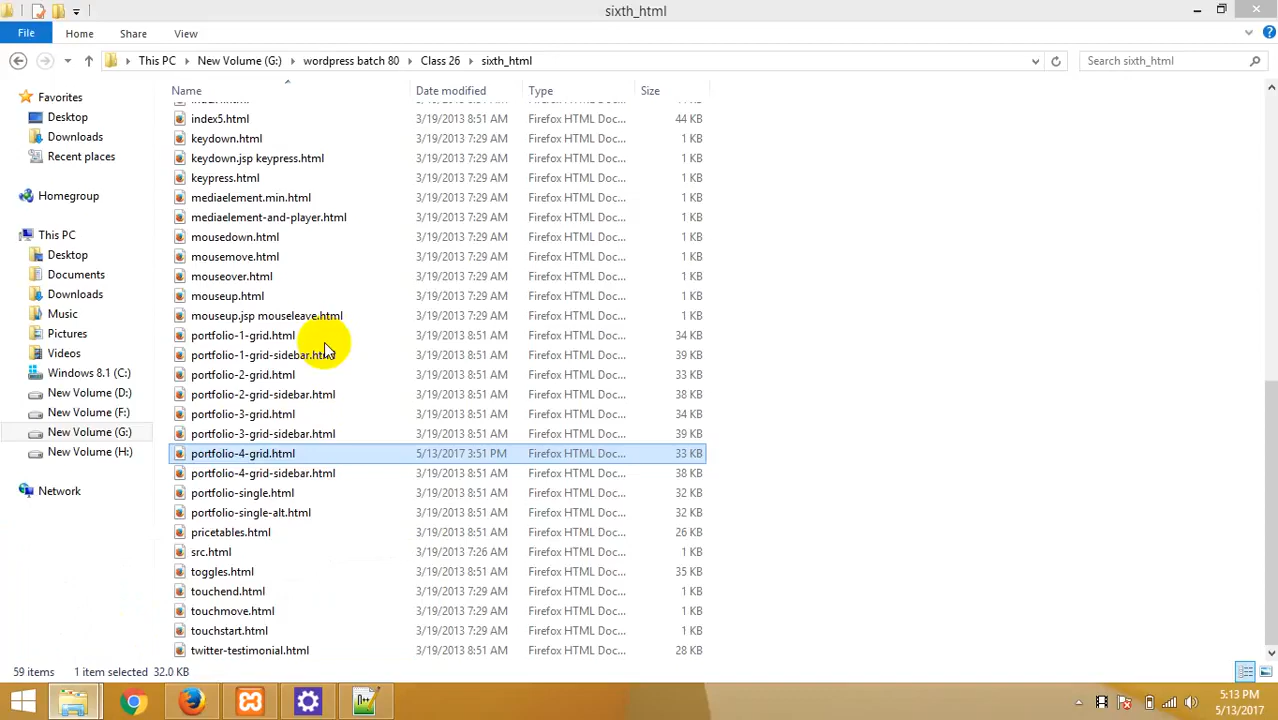 sixth_html
File Home Share View
This PC New Volume (G:) wordpress batch 80 Class 26 sixth_html Search sixth_html
Name Date modified Type Size
Favorites
Desktop
Downloads
Recent places
Homegroup
This PC
Desktop
Documents
Downloads
Music
Pictures
Videos
Windows 8.1 (C:)
New Volume (D:)
New Volume (F:)
New Volume (G:)
New Volume (H:)
Network
index5.html 3/19/2013 8:51 AM Firefox HTML Doc... 44 KB
keydown.html 3/19/2013 7:29 AM Firefox HTML Doc... 1 KB
keydown.jsp keypress.html 3/19/2013 7:29 AM Firefox HTML Doc... 1 KB
keypress.html 3/19/2013 7:29 AM Firefox HTML Doc... 1 KB
mediaelement.min.html 3/19/2013 7:29 AM Firefox HTML Doc... 1 KB
mediaelement-and-player.html 3/19/2013 7:29 AM Firefox HTML Doc... 1 KB
mousedown.html 3/19/2013 7:29 AM Firefox HTML Doc... 1 KB
mousemove.html 3/19/2013 7:29 AM Firefox HTML Doc... 1 KB
mouseover.html 3/19/2013 7:29 AM Firefox HTML Doc... 1 KB
mouseup.html 3/19/2013 7:29 AM Firefox HTML Doc... 1 KB
mouseup.jsp mouseleave.html 3/19/2013 7:29 AM Firefox HTML Doc... 1 KB
portfolio-1-grid.html 3/19/2013 8:51 AM Firefox HTML Doc... 34 KB
portfolio-1-grid-sidebar.html 3/19/2013 8:51 AM Firefox HTML Doc... 39 KB
portfolio-2-grid.html 3/19/2013 8:51 AM Firefox HTML Doc... 33 KB
portfolio-2-grid-sidebar.html 3/19/2013 8:51 AM Firefox HTML Doc... 38 KB
portfolio-3-grid.html 3/19/2013 8:51 AM Firefox HTML Doc... 34 KB
portfolio-3-grid-sidebar.html 3/19/2013 8:51 AM Firefox HTML Doc... 39 KB
portfolio-4-grid.html 5/13/2017 3:51 PM Firefox HTML Doc... 33 KB
portfolio-4-grid-sidebar.html 3/19/2013 8:51 AM Firefox HTML Doc... 38 KB
portfolio-single.html 3/19/2013 8:51 AM Firefox HTML Doc... 32 KB
portfolio-single-alt.html 3/19/2013 8:51 AM Firefox HTML Doc... 32 KB
pricetables.html 3/19/2013 8:51 AM Firefox HTML Doc... 26 KB
src.html 3/19/2013 7:26 AM Firefox HTML Doc... 1 KB
toggles.html 3/19/2013 8:51 AM Firefox HTML Doc... 35 KB
touchend.html 3/19/2013 7:29 AM Firefox HTML Doc... 1 KB
touchmove.html 3/19/2013 7:29 AM Firefox HTML Doc... 1 KB
touchstart.html 3/19/2013 7:29 AM Firefox HTML Doc... 1 KB
twitter-testimonial.html 3/19/2013 8:51 AM Firefox HTML Doc... 28 KB
59 items 1 item selected 32.0 KB
5:13 PM
5/13/2017